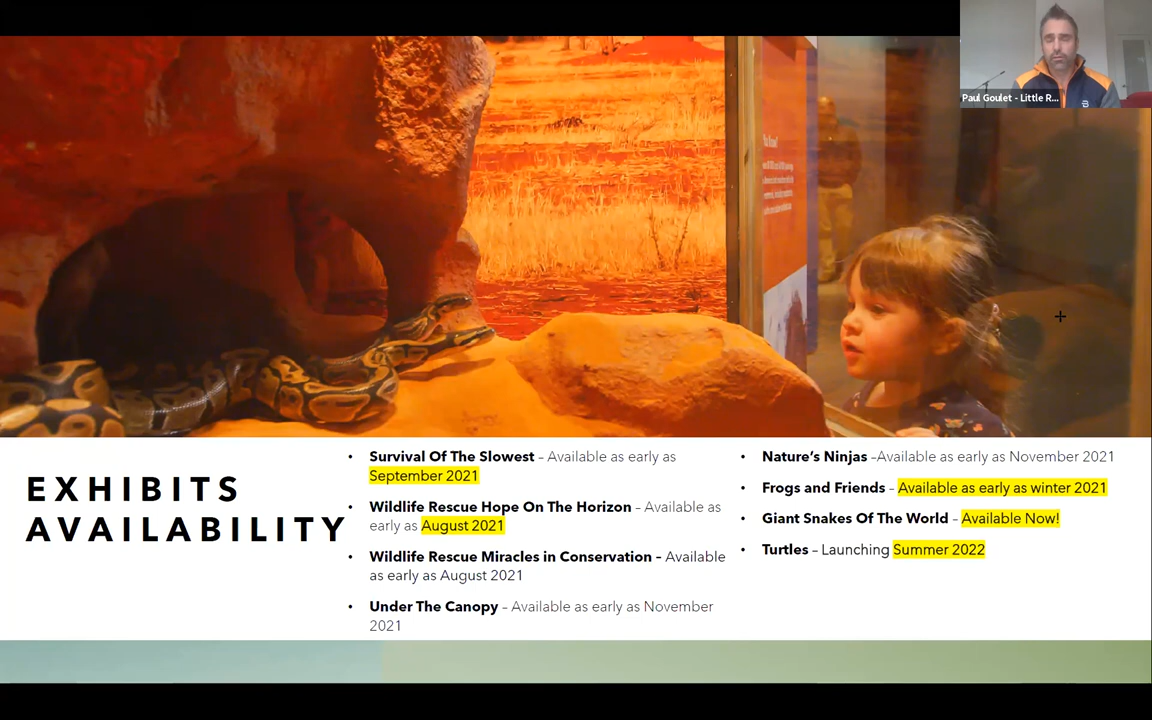 Paul Goulet - Little R...
EXHIBITS
AVAILABILITY
• Survival Of The Slowest – Available as early as
September 2021
• Wildlife Rescue Hope On The Horizon – Available as
early as August 2021
• Wildlife Rescue Miracles in Conservation – Available
as early as August 2021
• Under The Canopy – Available as early as November
2021
• Nature’s Ninjas –Available as early as November 2021
• Frogs and Friends – Available as early as winter 2021
• Giant Snakes Of The World – Available Now!
• Turtles – Launching Summer 2022